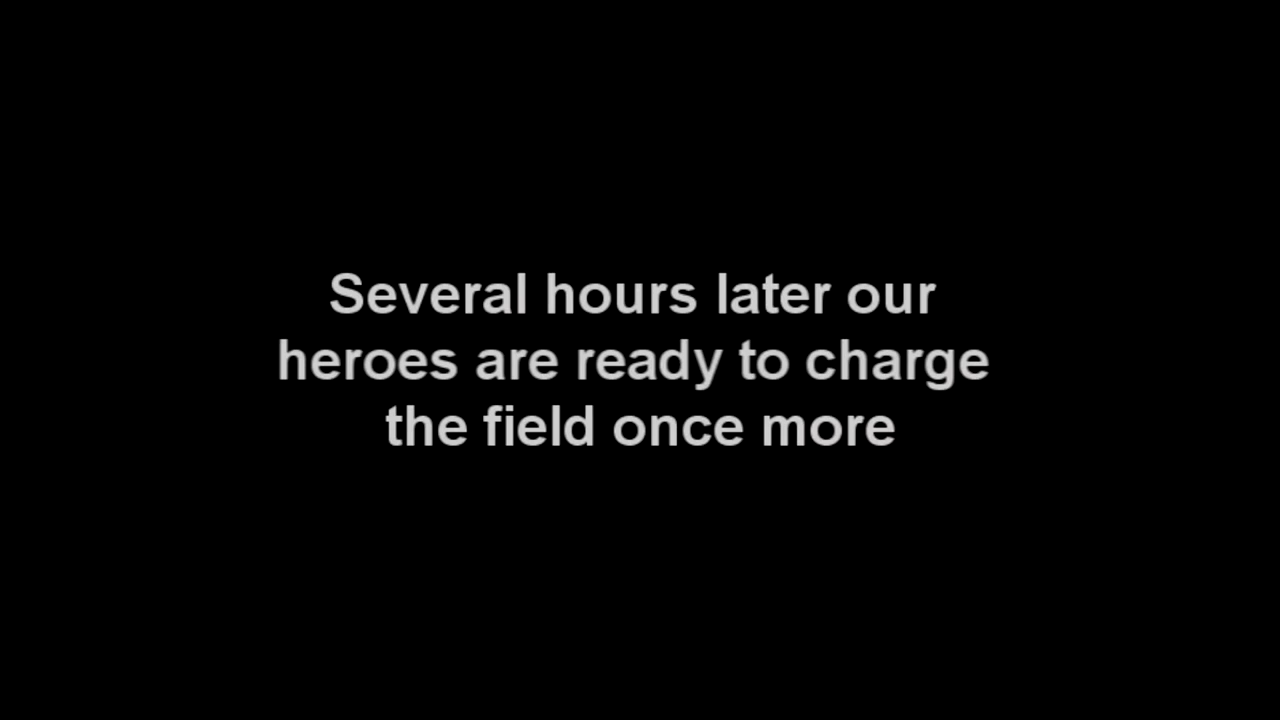 Several hours later our
heroes are ready to charge
the field once more